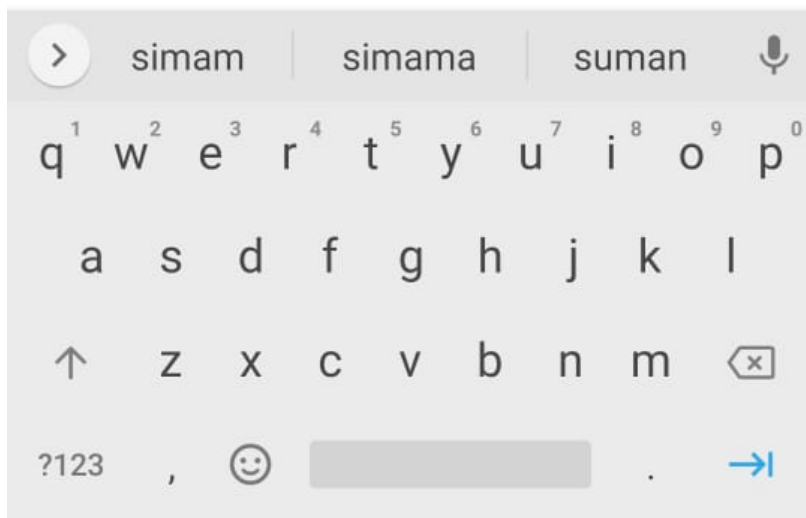 simam simama suman
q1 w2 e3 r4 t5 y6 u7 i8 o9 p0
a s d f g h j k l
z x c v b n m
?123 , .